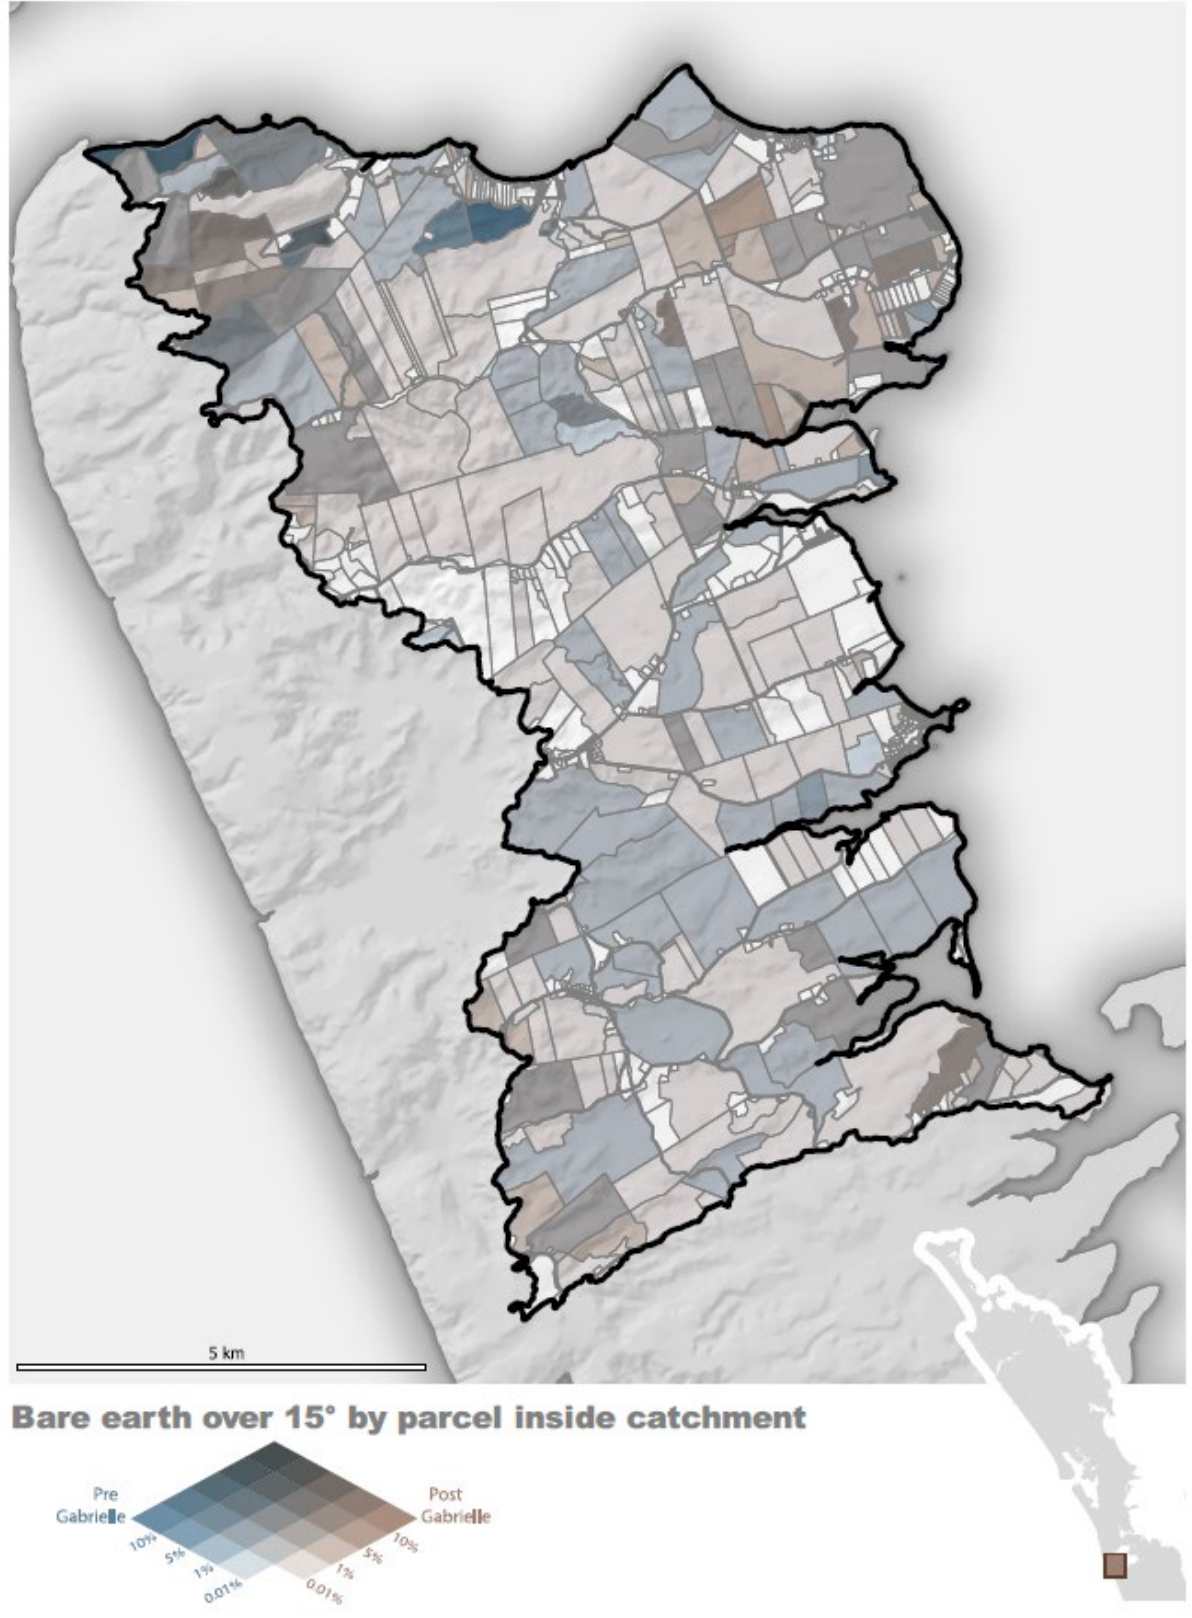 5 km
Bare earth over 15° by parcel inside catchment
Pre
Gabrielle
Post
Gabrielle
10%
5%
1%
0.01%
10%
5%
1%
0.01%